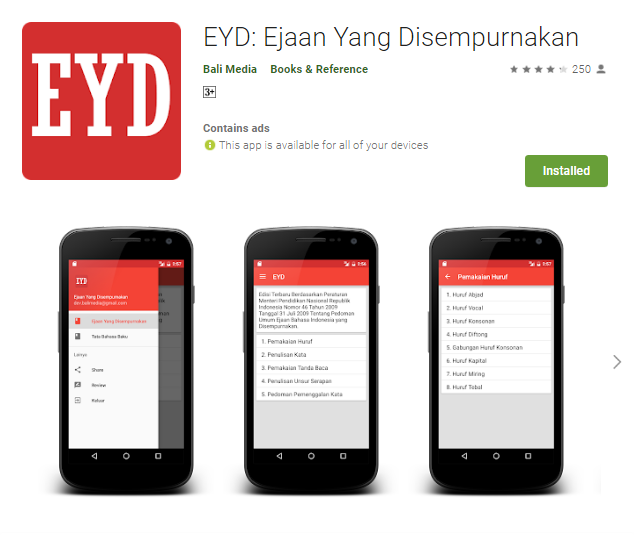 EYD
EYD: Ejaan Yang Disempurnakan
Bali Media Books & Reference
250
3+
Contains ads
This app is available for all of your devices
Installed
EYD
Ejaan Yang Disempurnakan
Ejaan Yang Disempurnakan
Tata Bahasa Baku
Lainya
Share
Review
Keluar
EYD
Edisi Terbaru Berdasarkan Peraturan
Menteri Pendidikan Nasional Republik
Indonesia Nomor 46 Tahun 2009
Tanggal 31 Juli 2009 Tentang Pedoman
Umum Ejaan Bahasa Indonesia yang
Disempurnakan.
1. Pemakaian Huruf
2. Penulisan Kata
3. Pemakaian Tanda Baca
4. Penulisan Unsur Serapan
5. Pedoman Pemenggalan Kata
Pemakaian Huruf
1. Huruf Abjad
2. Huruf Vocal
3. Huruf Konsonan
4. Huruf Diftong
5. Gabungan Huruf Konsonan
6. Huruf Kapital
7. Huruf Miring
8. Huruf Tebal